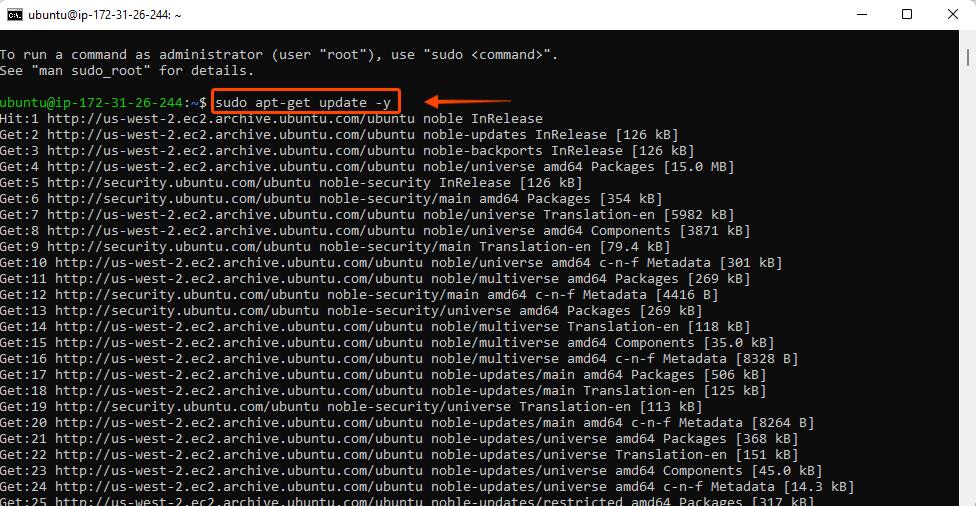 ubuntu@ip-172-31-26-244: ~
To run a command as administrator (user "root"), use "sudo <command>".
See "man sudo_root" for details.
ubuntu@ip-172-31-26-244:~$ sudo apt-get update -y
Hit:1 http://us-west-2.ec2.archive.ubuntu.com/ubuntu noble InRelease
Get:2 http://us-west-2.ec2.archive.ubuntu.com/ubuntu noble-updates InRelease [126 kB]
Get:3 http://us-west-2.ec2.archive.ubuntu.com/ubuntu noble-backports InRelease [126 kB]
Get:4 http://us-west-2.ec2.archive.ubuntu.com/ubuntu noble/universe amd64 Packages [15.0 MB]
Get:5 http://security.ubuntu.com/ubuntu noble-security InRelease [126 kB]
Get:6 http://security.ubuntu.com/ubuntu noble-security/main amd64 Packages [354 kB]
Get:7 http://us-west-2.ec2.archive.ubuntu.com/ubuntu noble/universe Translation-en [5982 kB]
Get:8 http://us-west-2.ec2.archive.ubuntu.com/ubuntu noble/universe amd64 Components [3871 kB]
Get:9 http://security.ubuntu.com/ubuntu noble-security/main Translation-en [79.4 kB]
Get:10 http://us-west-2.ec2.archive.ubuntu.com/ubuntu noble/universe amd64 c-n-f Metadata [301 kB]
Get:11 http://us-west-2.ec2.archive.ubuntu.com/ubuntu noble/multiverse amd64 Packages [269 kB]
Get:12 http://security.ubuntu.com/ubuntu noble-security/main amd64 c-n-f Metadata [4416 B]
Get:13 http://security.ubuntu.com/ubuntu noble-security/universe amd64 Packages [269 kB]
Get:14 http://us-west-2.ec2.archive.ubuntu.com/ubuntu noble/multiverse Translation-en [118 kB]
Get:15 http://us-west-2.ec2.archive.ubuntu.com/ubuntu noble/multiverse amd64 Components [35.0 kB]
Get:16 http://us-west-2.ec2.archive.ubuntu.com/ubuntu noble/multiverse amd64 c-n-f Metadata [8328 B]
Get:17 http://us-west-2.ec2.archive.ubuntu.com/ubuntu noble-updates/main amd64 Packages [506 kB]
Get:18 http://us-west-2.ec2.archive.ubuntu.com/ubuntu noble-updates/main Translation-en [125 kB]
Get:19 http://security.ubuntu.com/ubuntu noble-security/universe Translation-en [113 kB]
Get:20 http://us-west-2.ec2.archive.ubuntu.com/ubuntu noble-updates/main amd64 c-n-f Metadata [8264 B]
Get:21 http://us-west-2.ec2.archive.ubuntu.com/ubuntu noble-updates/universe amd64 Packages [368 kB]
Get:22 http://us-west-2.ec2.archive.ubuntu.com/ubuntu noble-updates/universe Translation-en [151 kB]
Get:23 http://us-west-2.ec2.archive.ubuntu.com/ubuntu noble-updates/universe amd64 Components [45.0 kB]
Get:24 http://us-west-2.ec2.archive.ubuntu.com/ubuntu noble-updates/universe amd64 c-n-f Metadata [14.3 kB]
Get:25 http://us-west-2.ec2.archive.ubuntu.com/ubuntu noble-updates/restricted amd64 Packages [317 kB]